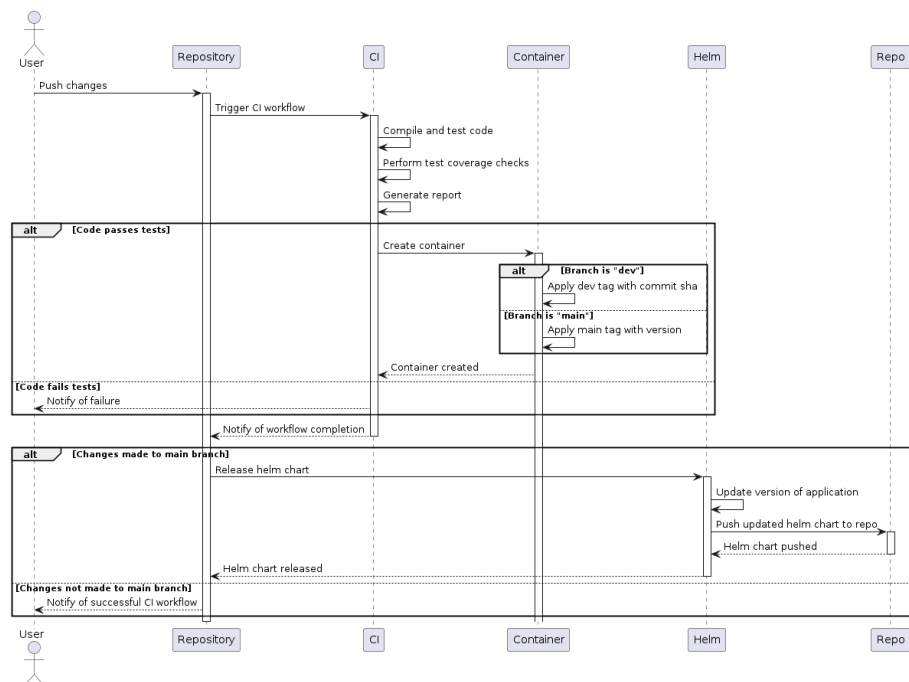 User
Repository
CI
Container
Helm
Repo
Push changes
Trigger CI workflow
Compile and test code
Perform test coverage checks
Generate report
alt
[Code passes tests]
Create container
alt
[Branch is "dev"]
Apply dev tag with commit sha
[Branch is "main"]
Apply main tag with version
Container created
[Code fails tests]
Notify of failure
Notify of workflow completion
alt
[Changes made to main branch]
Release helm chart
Update version of application
Push updated helm chart to repo
Helm chart pushed
Helm chart released
[Changes not made to main branch]
Notify of successful CI workflow
User
Repository
CI
Container
Helm
Repo